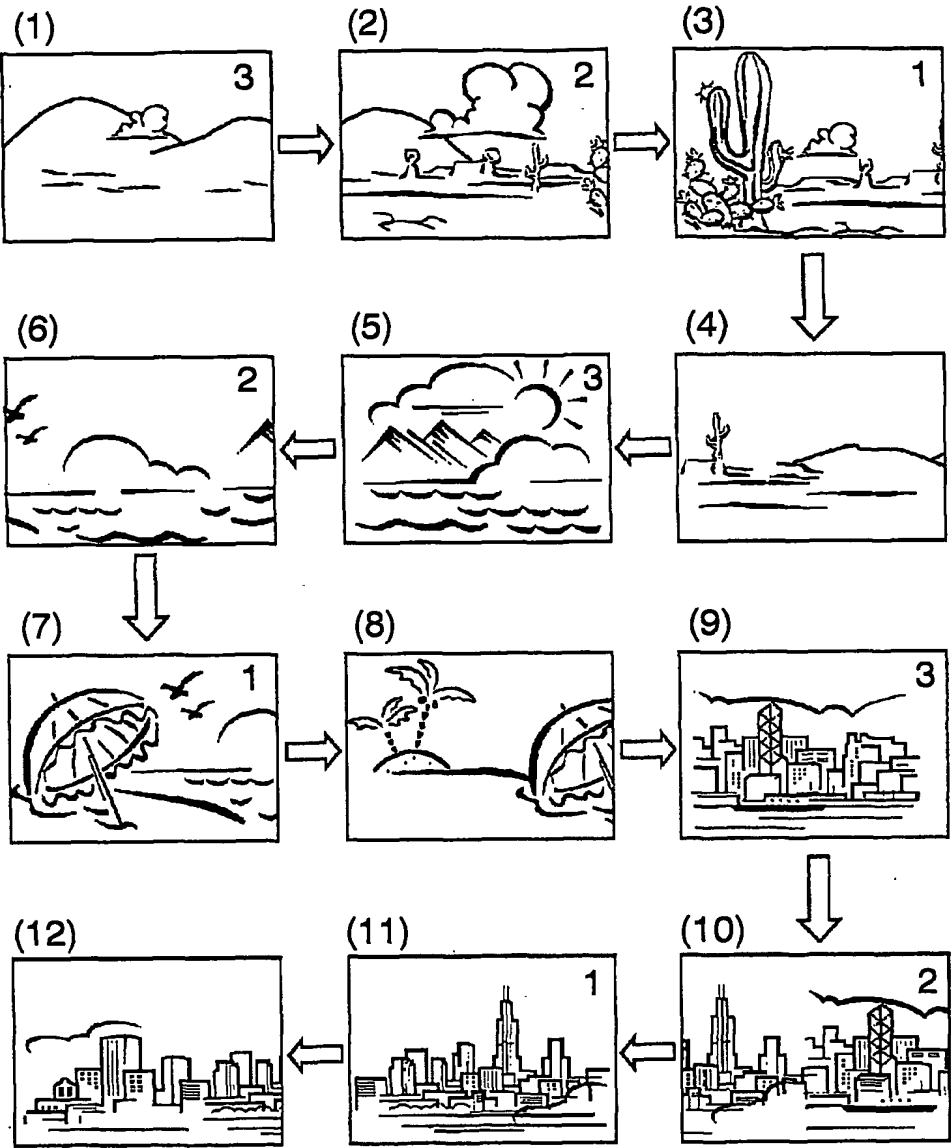 (1) (2) (3)
3 2 1
(6) (5) (4)
2 3
(7) (8) (9)
1 3
(12) (11) (10)
1 2